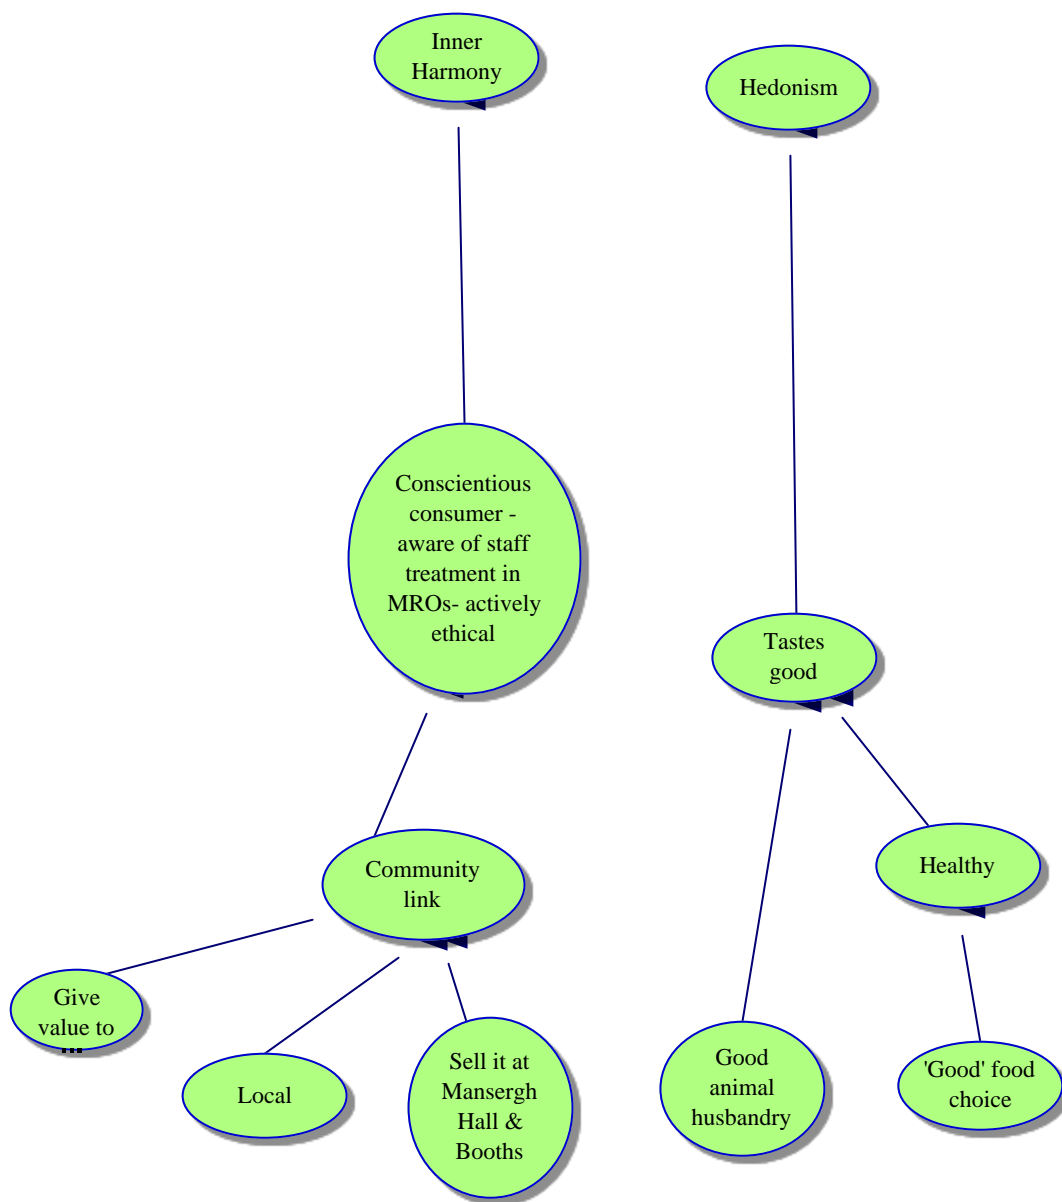 Inner
Harmony
Hedonism
Conscientious
consumer -
aware of staff
treatment in
MROs- actively
ethical
Tastes
good
Community
link
Healthy
Give
value to
...
Local
Sell it at
Mansergh
Hall &
Booths
Good
animal
husbandry
'Good' food
choice